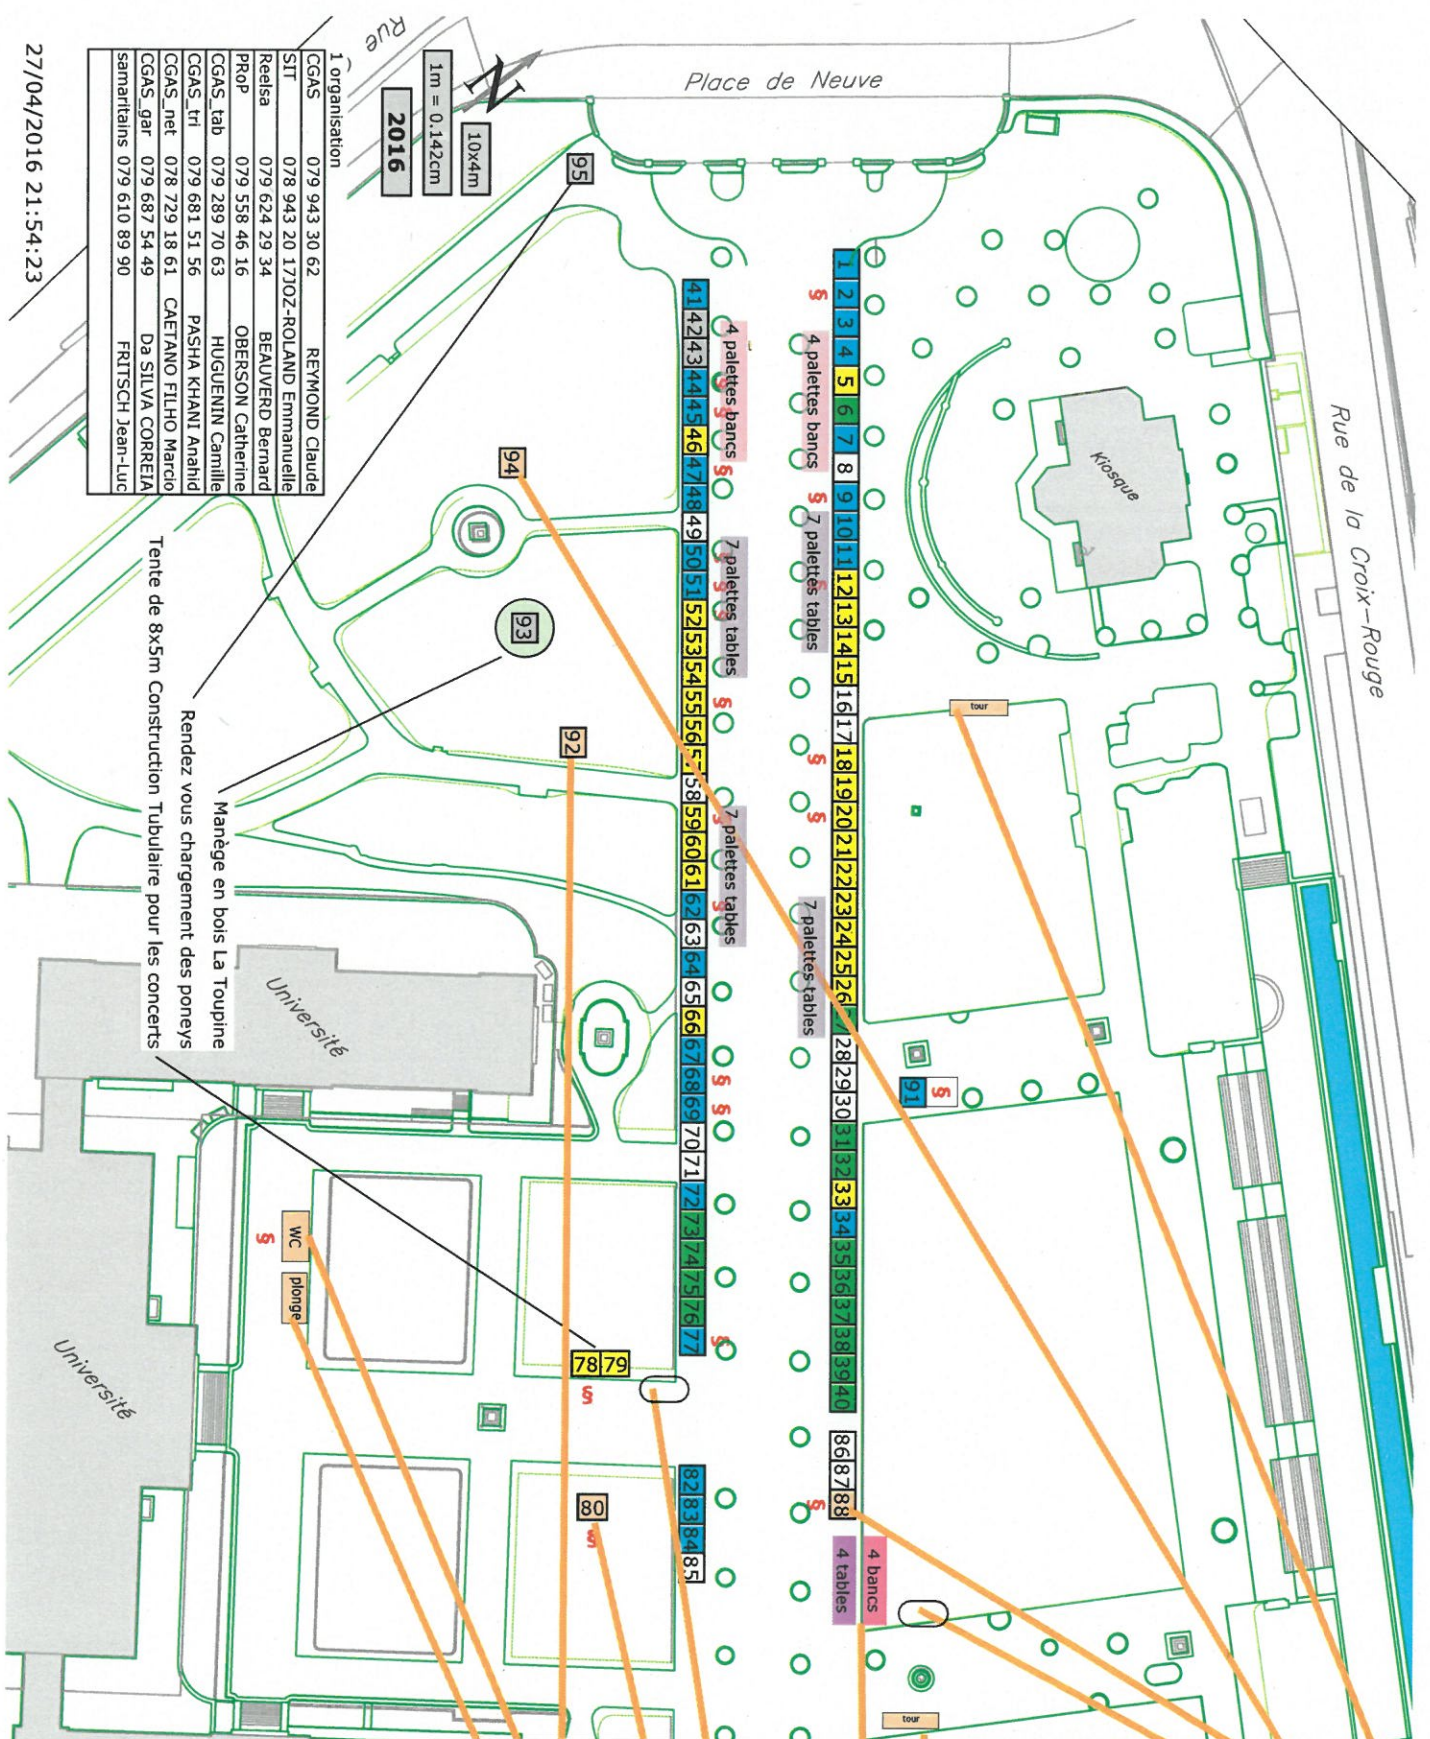 Place de Neuve
Rue
Rue de la Croix-Rouge
N
10x4m
1m = 0.142cm
2016
1 organisation
CGAS 079 943 30 62 REYMOND Claude
SIT 078 943 20 17 JOZ-ROLAND Emmanuelle
Reelsa 079 624 29 34 BEAUVERD Bernard
PRoP 079 558 46 16 OBERSON Catherine
CGAS_tab 079 289 70 63 HUGUENIN Camille
CGAS_tri 079 681 51 56 PASHA KHANI Anahid
CGAS_net 078 729 18 61 CAETANO FILHO Marcio
CGAS_gar 079 687 54 49 Da SILVA CORREIA
samaritains 079 610 89 90 FRITSCH Jean-Luc
27/04/2016 21:54:23
95
94
93
92
91
§
Kiosque
tour
1 2 3 4 5 6 7 8 9 10 11 12 13 14 15 16 17 18 19 20 21 22 23 24 25 26 27 28 29 30 31 32 33 34 35 36 37 38 39 40
86 87 88
41 42 43 44 45 46 47 48 49 50 51 52 53 54 55 56 57 58 59 60 61 62 63 64 65 66 67 68 69 70 71 72 73 74 75 76 77
82 83 84 85
4 palettes bancs
7 palettes tables
7 palettes tables
4 palettes bancs
7 palettes tables
7 palettes tables
Manège en bois La Toupine
Rendez vous chargement des poneys
Tente de 8x5m Construction Tubulaire pour les concerts
Université
Université
WC
plonge
§
78 79
§
80
§
4 bancs
4 tables
tour